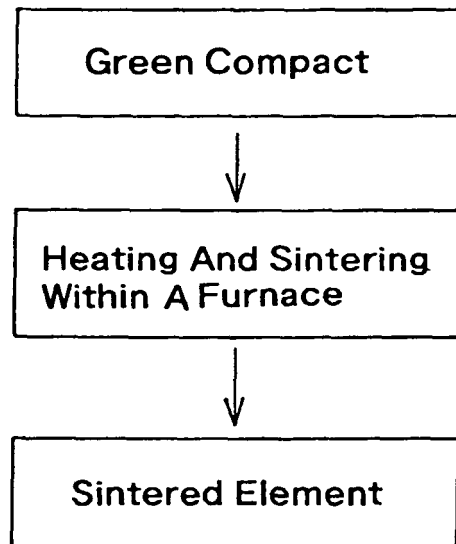 Green Compact
Heating And Sintering
Within A Furnace
Sintered Element